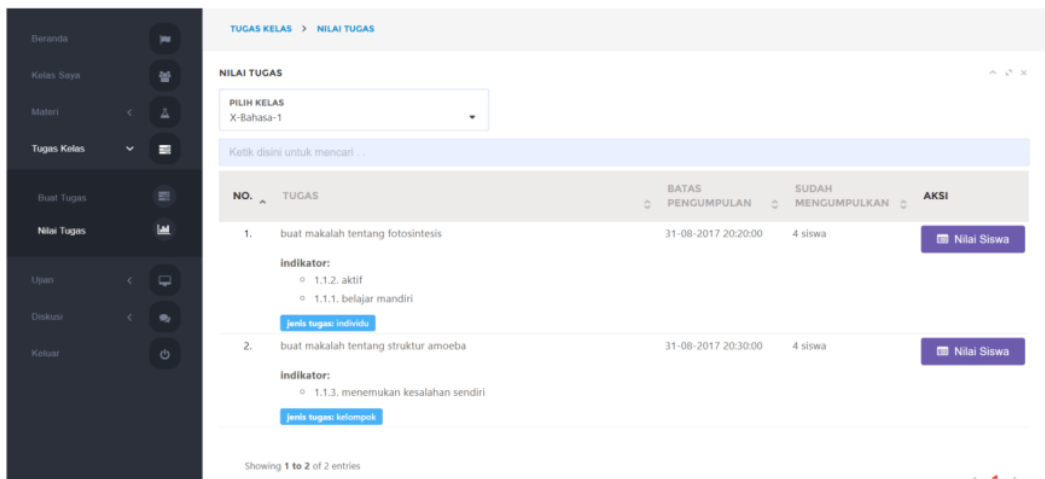 Beranda
Kelas Saya
Materi
Tugas Kelas
Buat Tugas
Nilai Tugas
Ujian
Diskusi
Keluar
TUGAS KELAS > NILAI TUGAS
NILAI TUGAS
PILIH KELAS
X-Bahasa-1
Ketik disini untuk mencari . .
NO. TUGAS BATAS PENGUMPULAN SUDAH MENGUMPULKAN AKSI
1. buat makalah tentang fotosintesis 31-08-2017 20:20:00 4 siswa Nilai Siswa
indikator:
1.1.2. aktif
1.1.1. belajar mandiri
jenis tugas: individu
2. buat makalah tentang struktur amoeba 31-08-2017 20:30:00 4 siswa Nilai Siswa
indikator:
1.1.3. menemukan kesalahan sendiri
jenis tugas: kelompok
Showing 1 to 2 of 2 entries
1